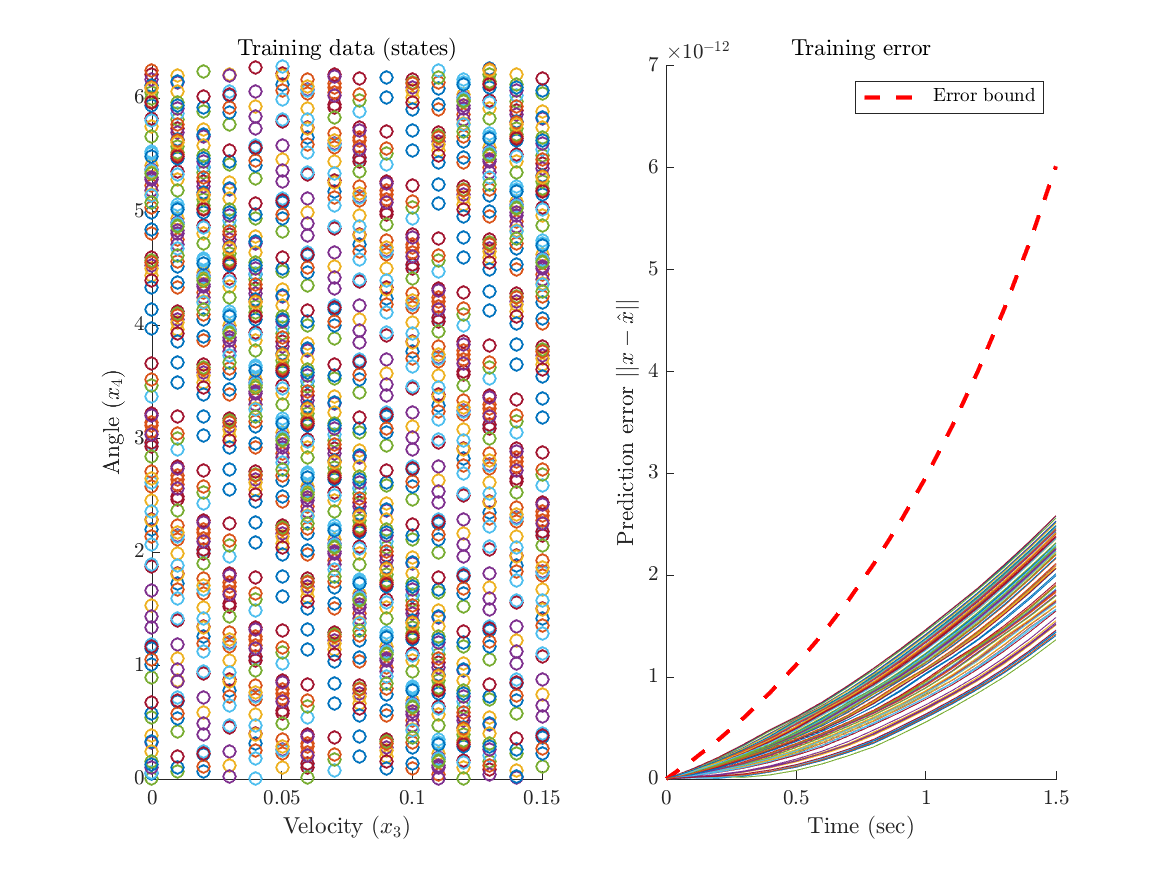 Training data (states)
6
5
4
3
2
1
0
0 0.05 0.1 0.15
Angle (x₄)
Velocity (x₃)
Training error
×10⁻¹²
7
6
5
4
3
2
1
0
0 0.5 1 1.5
Prediction error ||x − x̂||
Time (sec)
Error bound